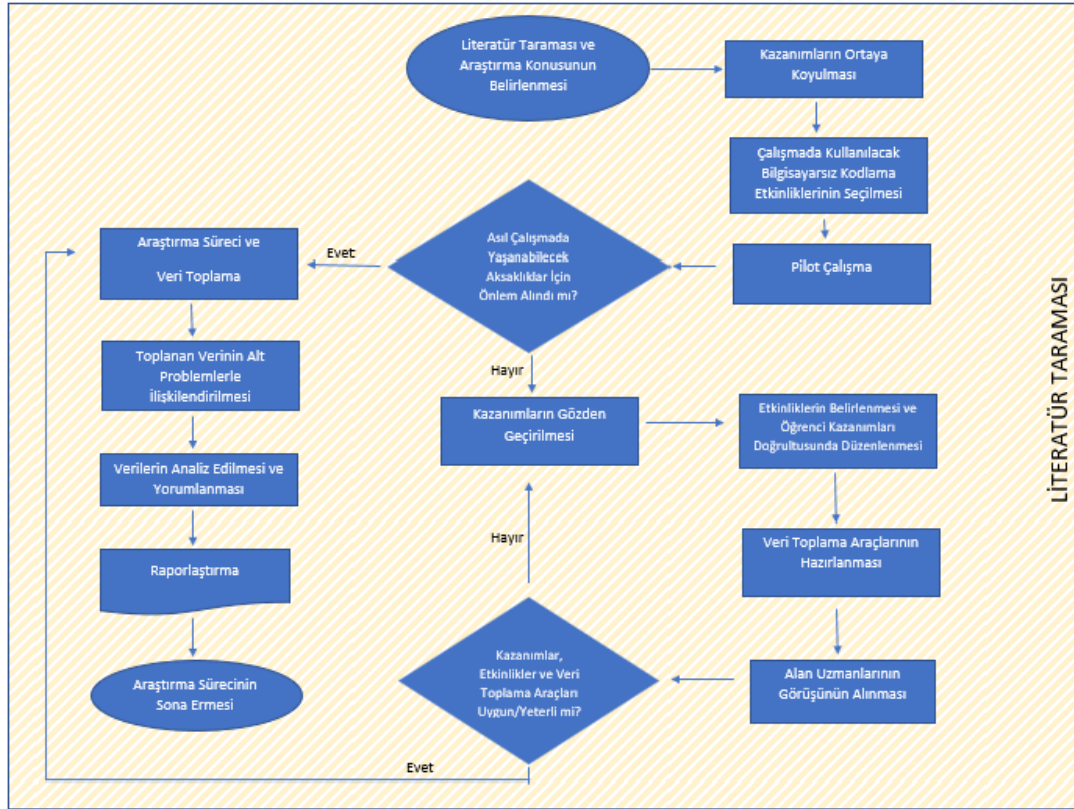 Literatür Taraması ve
Araştırma Konusunun
Belirlenmesi
Kazanımların Ortaya
Koyulması
Çalışmada Kullanılacak
Bilgisayarsız Kodlama
Etkinliklerinin Seçilmesi
Pilot Çalışma
Asıl Çalışmada
Yaşanabilecek
Aksaklıklar İçin
Önlem Alındı mı?
Evet
Araştırma Süreci ve
Veri Toplama
Toplanan Verinin Alt
Problemlerle
İlişkilendirilmesi
Verilerin Analiz Edilmesi ve
Yorumlanması
Raporlaştırma
Araştırma Sürecinin
Sona Ermesi
Hayır
Kazanımların Gözden
Geçirilmesi
Etkinliklerin Belirlenmesi ve
Öğrenci Kazanımları
Doğrultusunda Düzenlenmesi
Veri Toplama Araçlarının
Hazırlanması
Alan Uzmanlarının
Görüşünün Alınması
Kazanımlar,
Etkinlikler ve Veri
Toplama Araçları
Uygun/Yeterli mi?
Hayır
Evet
LİTERATÜR TARAMASI